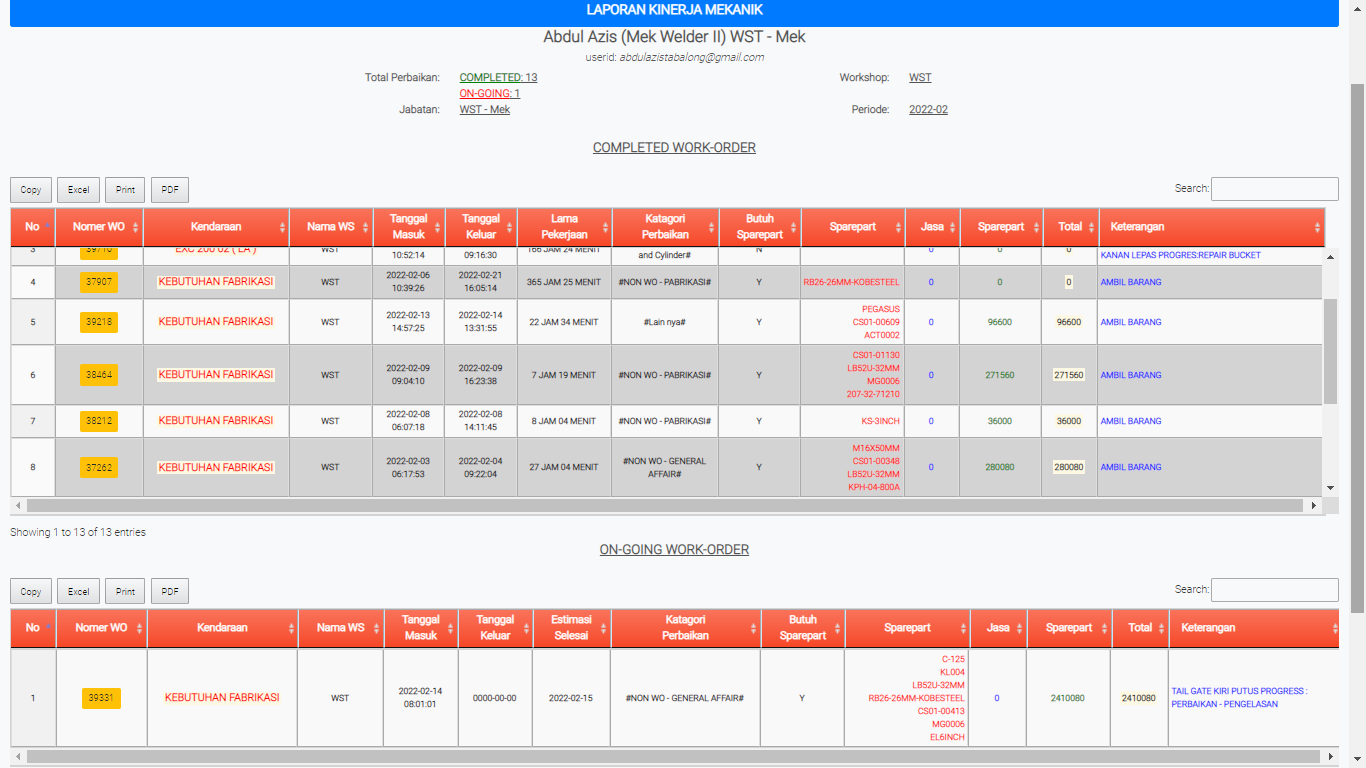 LAPORAN KINERJA MEKANIK
Abdul Azis (Mek Welder II) WST - Mek
userid: abdulazistabalong@gmail.com
Total Perbaikan: COMPLETED: 13 Workshop: WST
ON-GOING: 1
Jabatan: WST - Mek Periode: 2022-02
COMPLETED WORK-ORDER
Copy Excel Print PDF Search:
No Nomer WO Kendaraan Nama WS Tanggal Masuk Tanggal Keluar Lama Pekerjaan Katagori Perbaikan Butuh Sparepart Sparepart Jasa Sparepart Total Keterangan
3 39710 EXC 200 02 ( LA ) WST 10:52:14 09:16:30 166 JAM 24 MENIT and Cylinder# N 0 0 0 KANAN LEPAS PROGRES:REPAIR BUCKET
4 37907 KEBUTUHAN FABRIKASI WST 2022-02-06 10:39:26 2022-02-21 16:05:14 365 JAM 25 MENIT #NON WO - PABRIKASI# Y RB26-26MM-KOBESTEEL 0 0 0 AMBIL BARANG
5 39218 KEBUTUHAN FABRIKASI WST 2022-02-13 14:57:25 2022-02-14 13:31:55 22 JAM 34 MENIT #Lain nya# Y PEGASUS CS01-00609 ACT0002 0 96600 96600 AMBIL BARANG
6 38464 KEBUTUHAN FABRIKASI WST 2022-02-09 09:04:10 2022-02-09 16:23:38 7 JAM 19 MENIT #NON WO - PABRIKASI# Y CS01-01130 LB52U-32MM MG0006 207-32-71210 0 271560 271560 AMBIL BARANG
7 38212 KEBUTUHAN FABRIKASI WST 2022-02-08 06:07:18 2022-02-08 14:11:45 8 JAM 04 MENIT #NON WO - PABRIKASI# Y KS-3INCH 0 36000 36000 AMBIL BARANG
8 37262 KEBUTUHAN FABRIKASI WST 2022-02-03 06:17:53 2022-02-04 09:22:04 27 JAM 04 MENIT #NON WO - GENERAL AFFAIR# Y M16X50MM CS01-00348 LB52U-32MM KPH-04-800A 0 280080 280080 AMBIL BARANG
Showing 1 to 13 of 13 entries
ON-GOING WORK-ORDER
Copy Excel Print PDF Search:
No Nomer WO Kendaraan Nama WS Tanggal Masuk Tanggal Keluar Estimasi Selesai Katagori Perbaikan Butuh Sparepart Sparepart Jasa Sparepart Total Keterangan
1 39331 KEBUTUHAN FABRIKASI WST 2022-02-14 08:01:01 0000-00-00 2022-02-15 #NON WO - GENERAL AFFAIR# Y C-125 KL004 LB52U-32MM RB26-26MM-KOBESTEEL CS01-00413 MG0006 EL6INCH 0 2410080 2410080 TAIL GATE KIRI PUTUS PROGRESS : PERBAIKAN - PENGELASAN